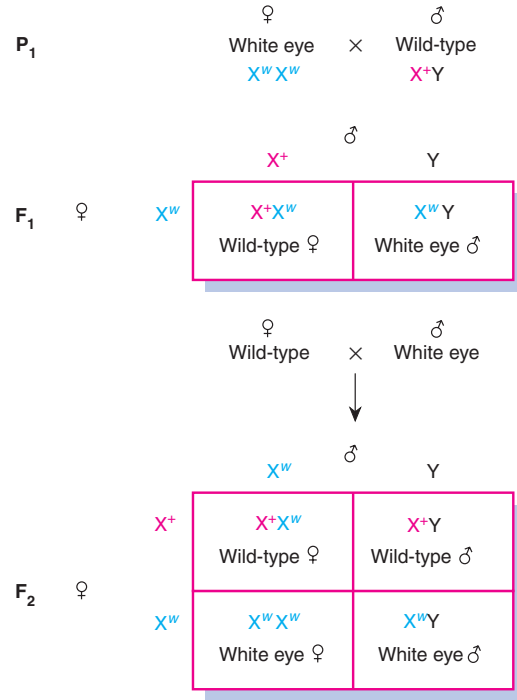 ♀ ♂
P₁ White eye × Wild-type
XʷXʷ X⁺Y
♂
X⁺ Y
F₁ ♀ Xʷ X⁺Xʷ XʷY
Wild-type ♀ White eye ♂
♀ ♂
Wild-type × White eye
♂
Xʷ Y
X⁺ X⁺Xʷ X⁺Y
Wild-type ♀ Wild-type ♂
F₂ ♀
Xʷ XʷXʷ XʷY
White eye ♀ White eye ♂